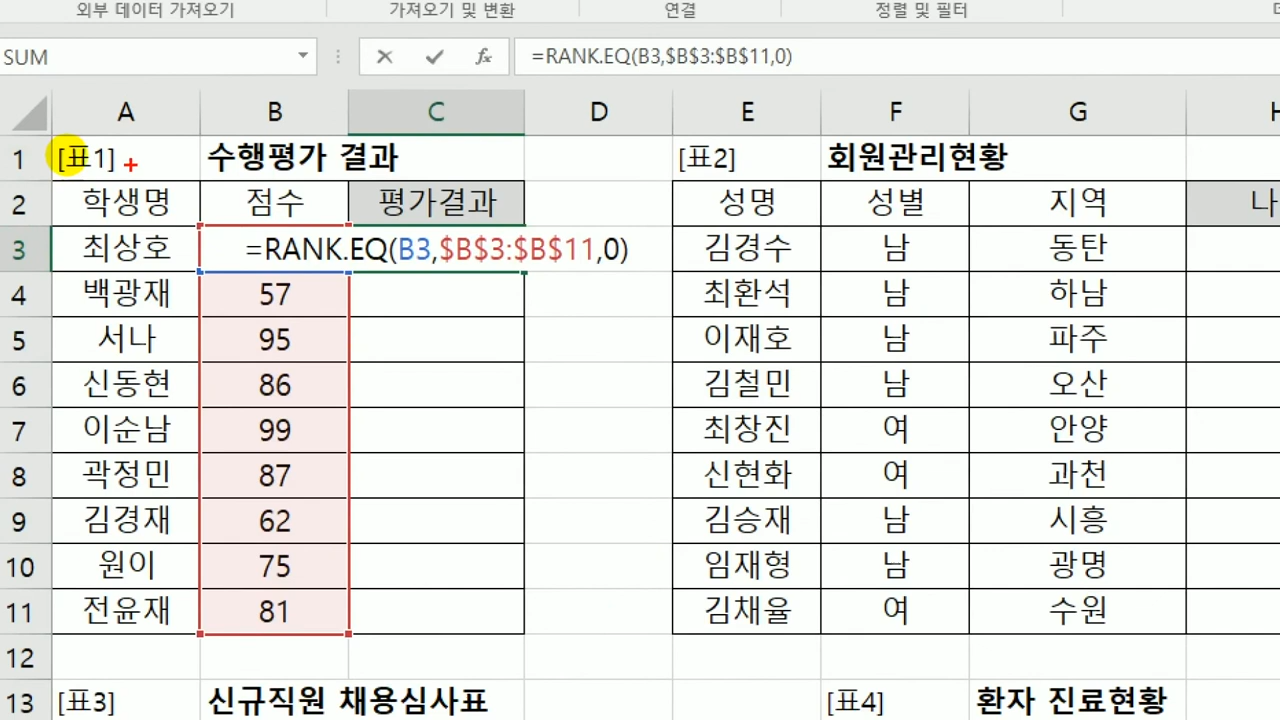 외부 데이터 가져오기 가져오기 및 변환 연결 정렬 및 필터
SUM fx =RANK.EQ(B3,$B$3:$B$11,0)
A B C D E F G H
1 [표1] 수행평가 결과 [표2] 회원관리현황
2 학생명 점수 평가결과 성명 성별 지역 나
3 최상호 =RANK.EQ(B3,$B$3:$B$11,0) 김경수 남 동탄
4 백광재 57 최환석 남 하남
5 서나 95 이재호 남 파주
6 신동현 86 김철민 남 오산
7 이순남 99 최창진 여 안양
8 곽정민 87 신현화 여 과천
9 김경재 62 김승재 남 시흥
10 원이 75 임재형 남 광명
11 전윤재 81 김채율 여 수원
12
13 [표3] 신규직원 채용심사표 [표4] 환자 진료현황